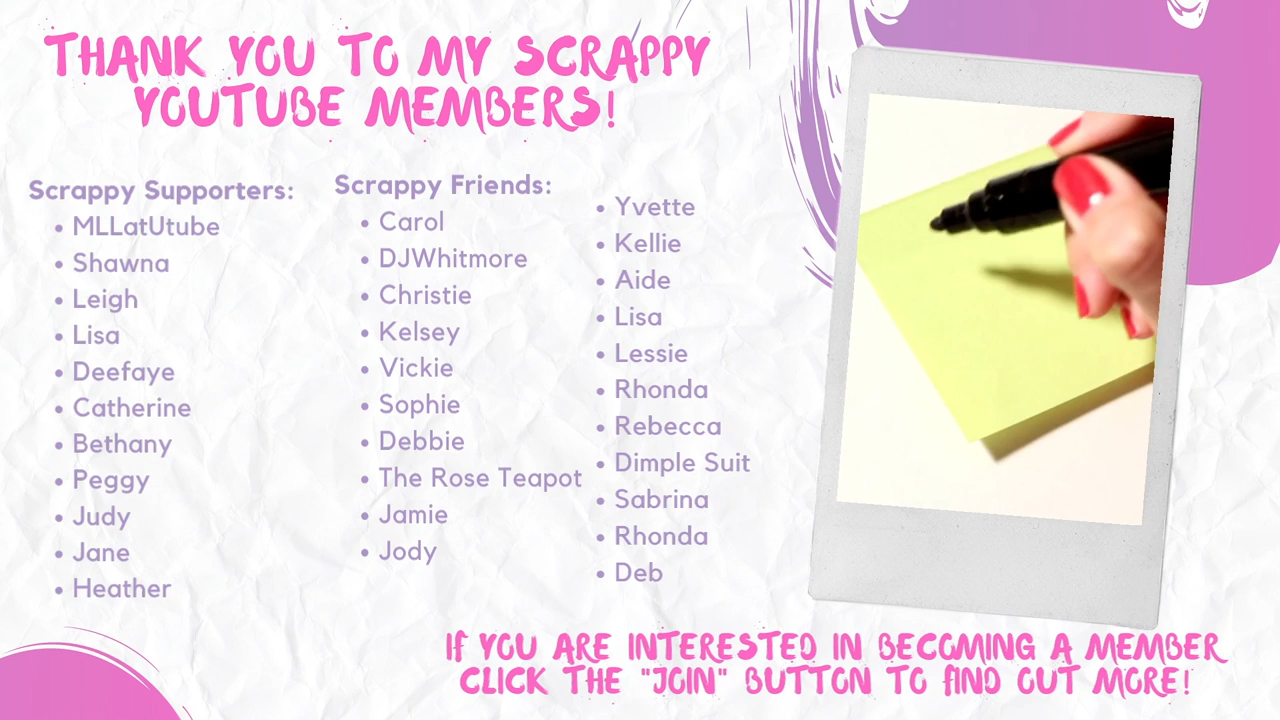 THANK YOU TO MY SCRAPPY
YOUTUBE MEMBERS!
Scrappy Supporters:
• MLLatUtube
• Shawna
• Leigh
• Lisa
• Deefaye
• Catherine
• Bethany
• Peggy
• Judy
• Jane
• Heather
Scrappy Friends:
• Carol
• DJWhitmore
• Christie
• Kelsey
• Vickie
• Sophie
• Debbie
• The Rose Teapot
• Jamie
• Jody
• Yvette
• Kellie
• Aide
• Lisa
• Lessie
• Rhonda
• Rebecca
• Dimple Suit
• Sabrina
• Rhonda
• Deb
If YOU ARE INTERESTED IN BECOMING A MEMBER
CLICK THE "JOIN" BUTTON TO fIND OUT MORE!